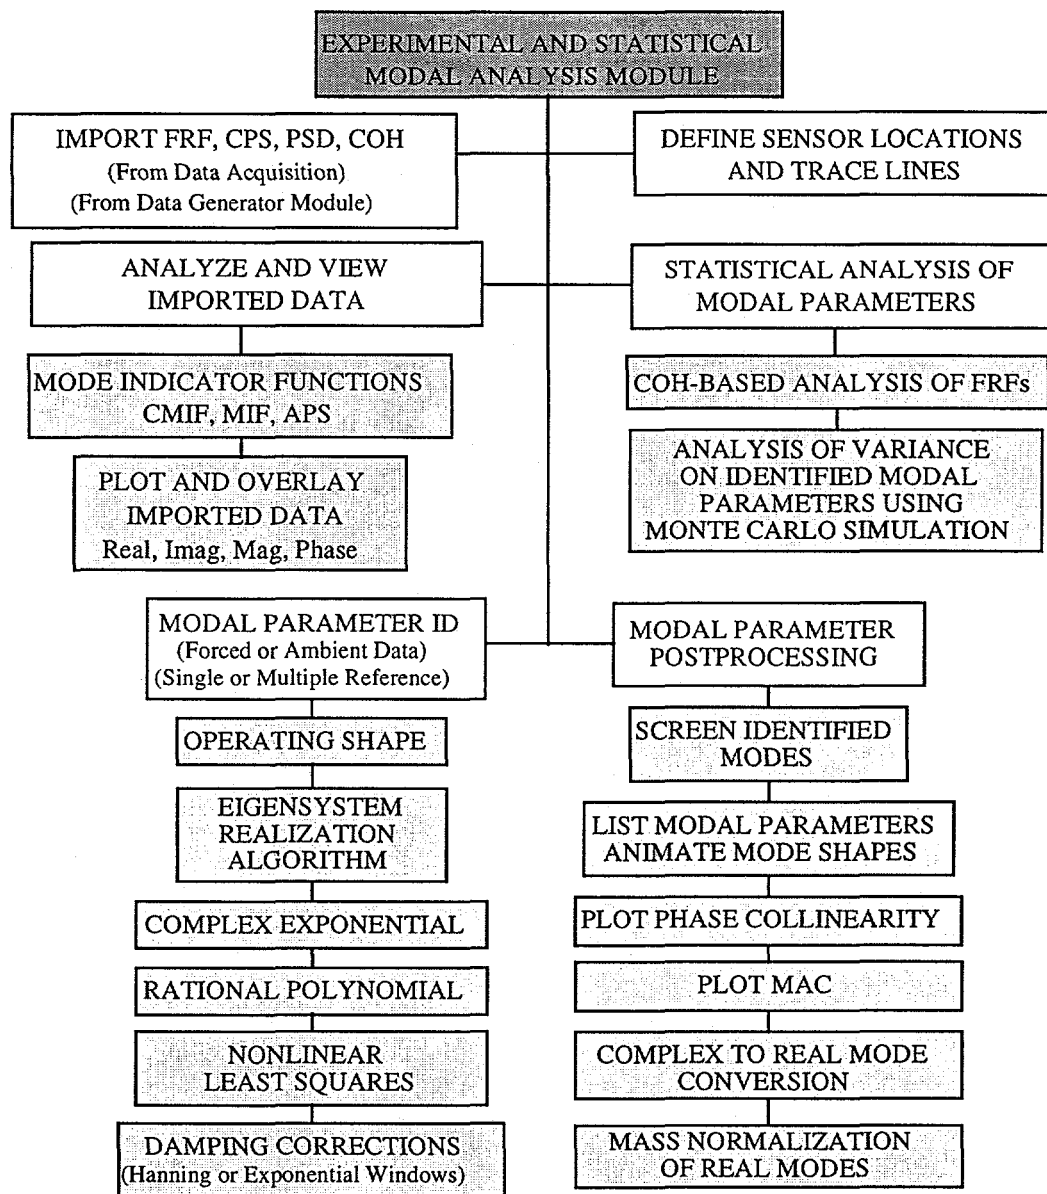 EXPERIMENTAL AND STATISTICAL
MODAL ANALYSIS MODULE
IMPORT FRF, CPS, PSD, COH
(From Data Acquisition)
(From Data Generator Module)
DEFINE SENSOR LOCATIONS
AND TRACE LINES
ANALYZE AND VIEW
IMPORTED DATA
STATISTICAL ANALYSIS OF
MODAL PARAMETERS
MODE INDICATOR FUNCTIONS
CMIF, MIF, APS
COH-BASED ANALYSIS OF FRFs
PLOT AND OVERLAY
IMPORTED DATA
Real, Imag, Mag, Phase
ANALYSIS OF VARIANCE
ON IDENTIFIED MODAL
PARAMETERS USING
MONTE CARLO SIMULATION
MODAL PARAMETER ID
(Forced or Ambient Data)
(Single or Multiple Reference)
OPERATING SHAPE
EIGENSYSTEM
REALIZATION
ALGORITHM
COMPLEX EXPONENTIAL
RATIONAL POLYNOMIAL
NONLINEAR
LEAST SQUARES
DAMPING CORRECTIONS
(Hanning or Exponential Windows)
MODAL PARAMETER
POSTPROCESSING
SCREEN IDENTIFIED
MODES
LIST MODAL PARAMETERS
ANIMATE MODE SHAPES
PLOT PHASE COLLINEARITY
PLOT MAC
COMPLEX TO REAL MODE
CONVERSION
MASS NORMALIZATION
OF REAL MODES